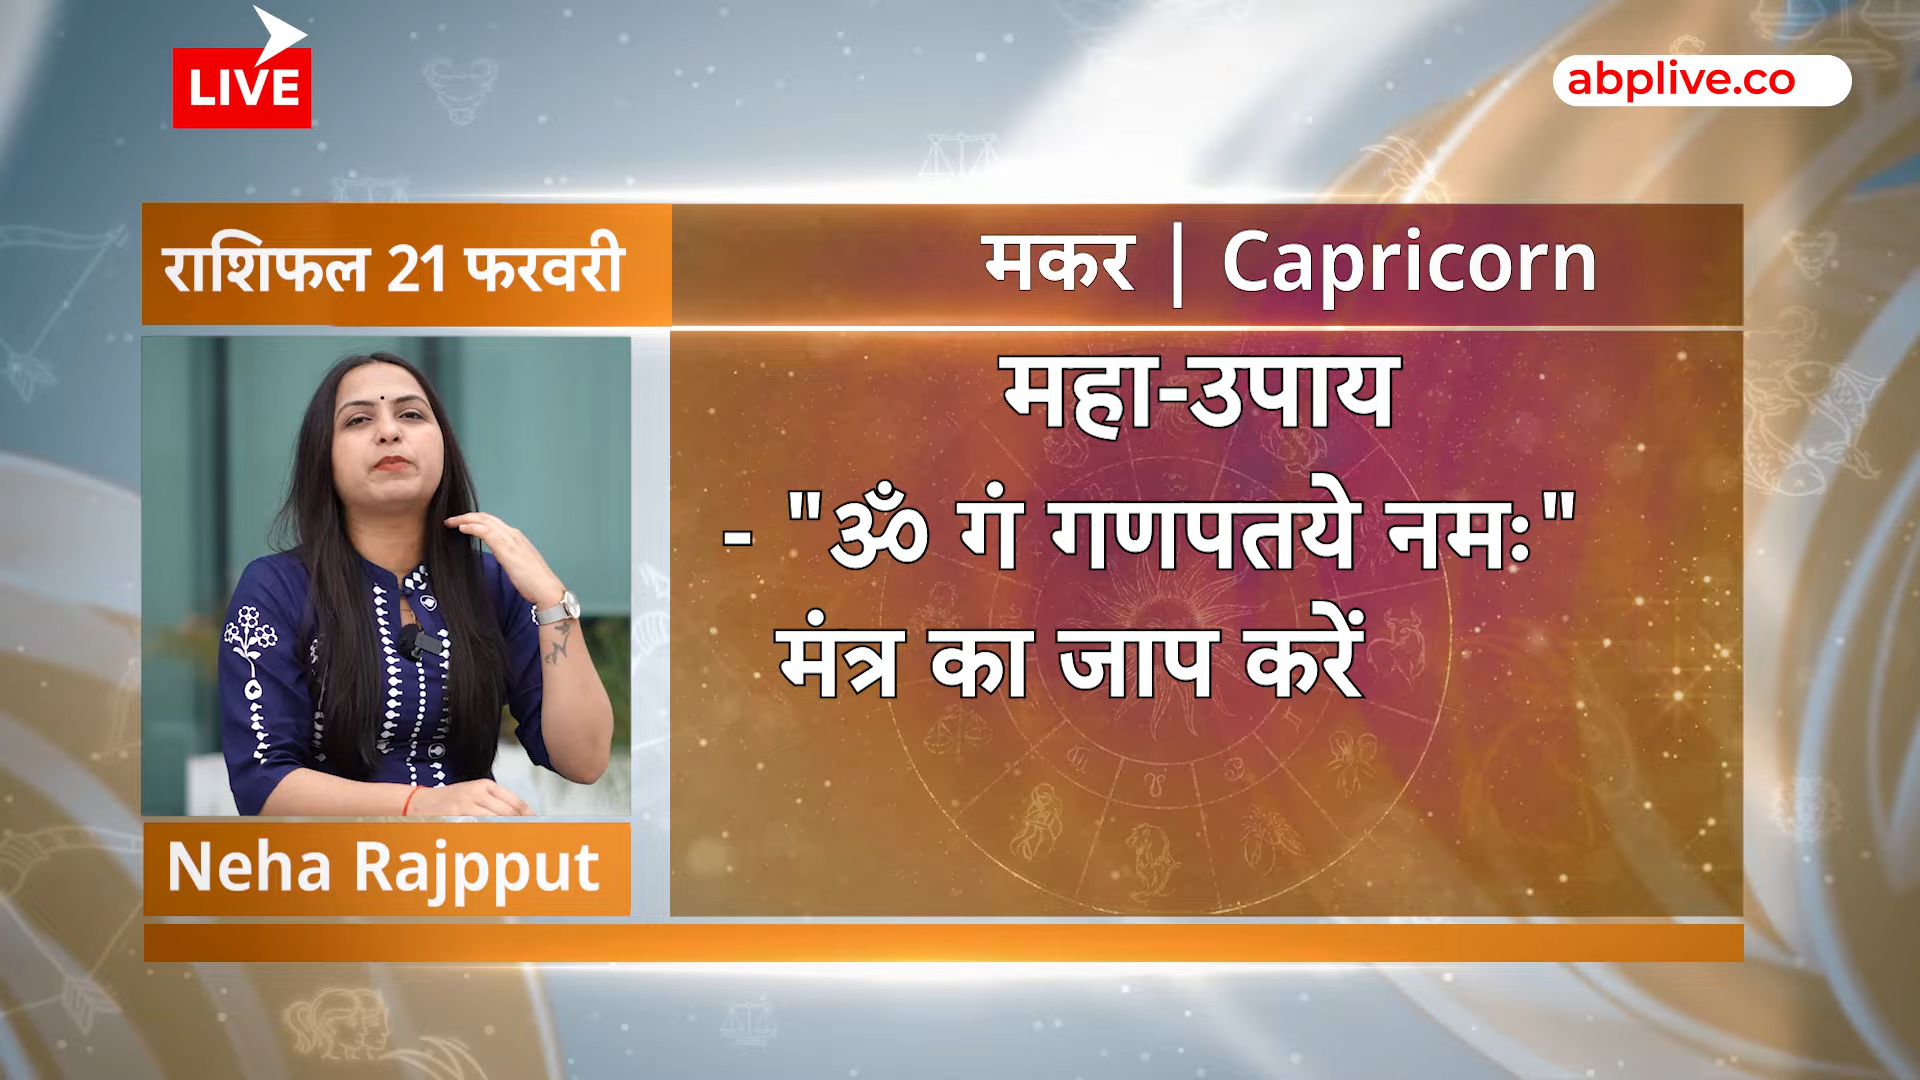 LIVE
abplive.co
राशिफल 21 फरवरी
मकर | Capricorn
महा-उपाय
- "ॐ गं गणपतये नमः"
मंत्र का जाप करें
Neha Rajpput